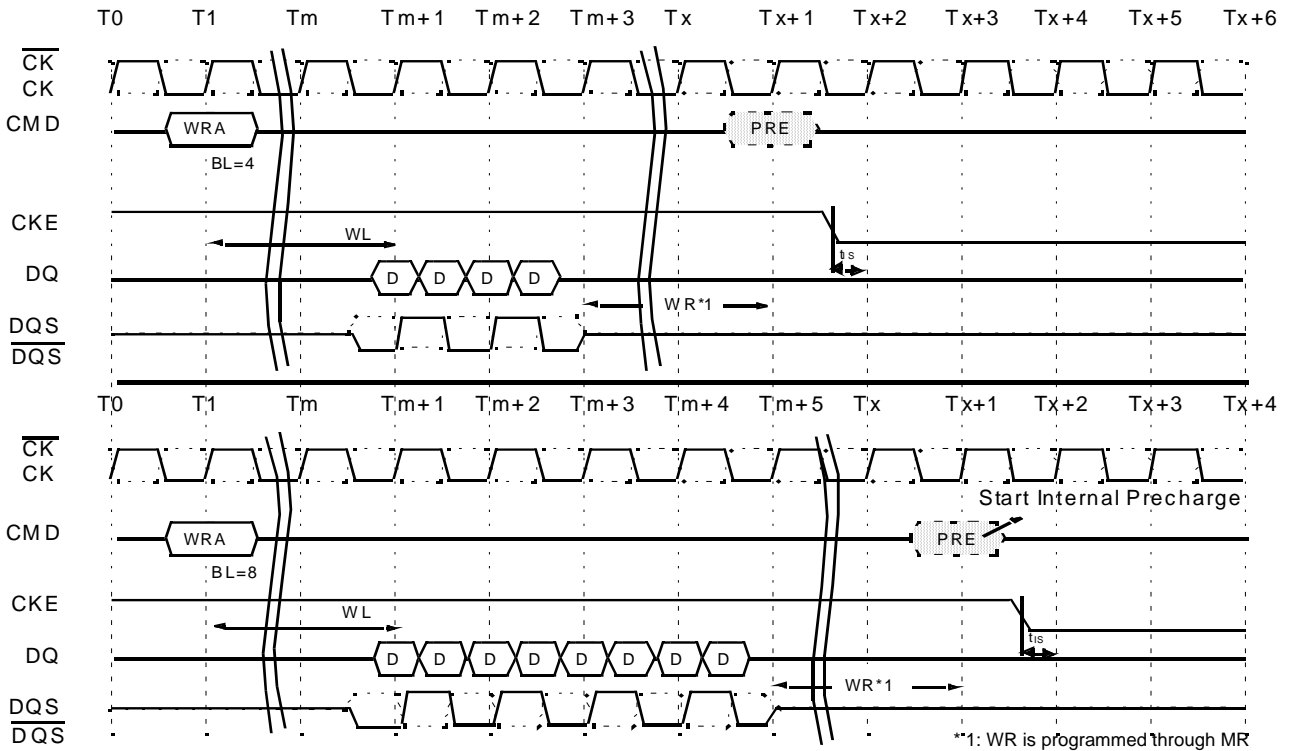 T0 T1 Tm Tm+1 Tm+2 Tm+3 Tx Tx+1 Tx+2 Tx+3 Tx+4 Tx+5 Tx+6
CK
CK
CMD WRA PRE
BL=4
CKE
WL
tIS
DQ D D D D
WR*1
DQS
DQS
T0 T1 Tm Tm+1 Tm+2 Tm+3 Tm+4 Tm+5 Tx Tx+1 Tx+2 Tx+3 Tx+4
CK
CK
Start Internal Precharge
CMD WRA PRE
BL=8
CKE
WL
tIS
DQ D D D D D D D D
WR*1
DQS
DQS
*1: WR is programmed through MR